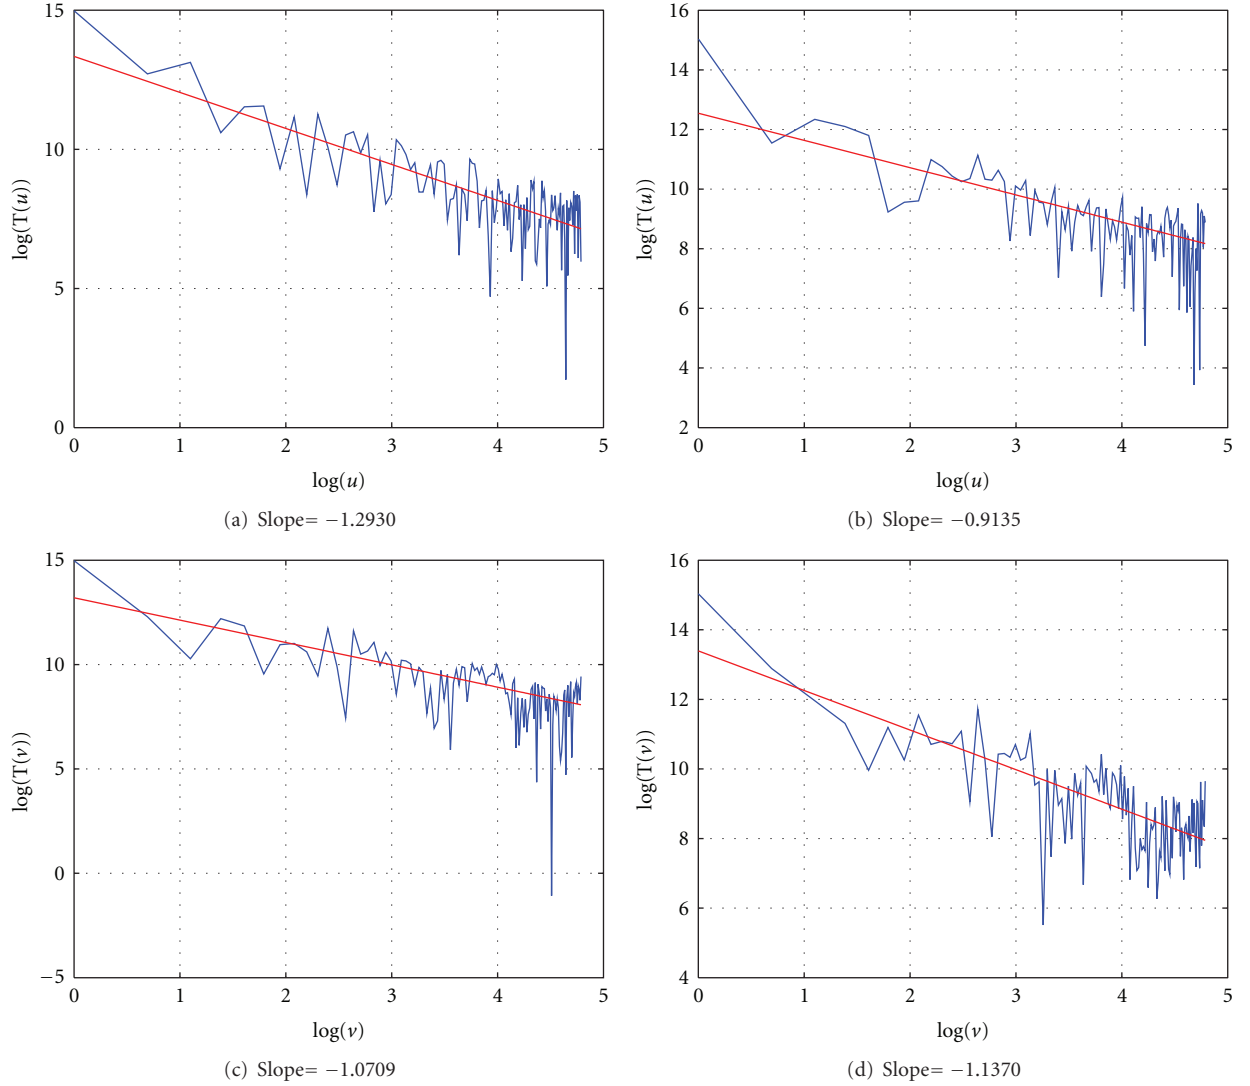 15
10
5
0
log(T(u))
0 1 2 3 4 5
log(u)
(a) Slope= −1.2930
16
14
12
10
8
6
4
2
log(T(u))
0 1 2 3 4 5
log(u)
(b) Slope= −0.9135
15
10
5
0
−5
log(T(v))
0 1 2 3 4 5
log(v)
(c) Slope= −1.0709
16
14
12
10
8
6
4
log(T(v))
0 1 2 3 4 5
log(v)
(d) Slope= −1.1370